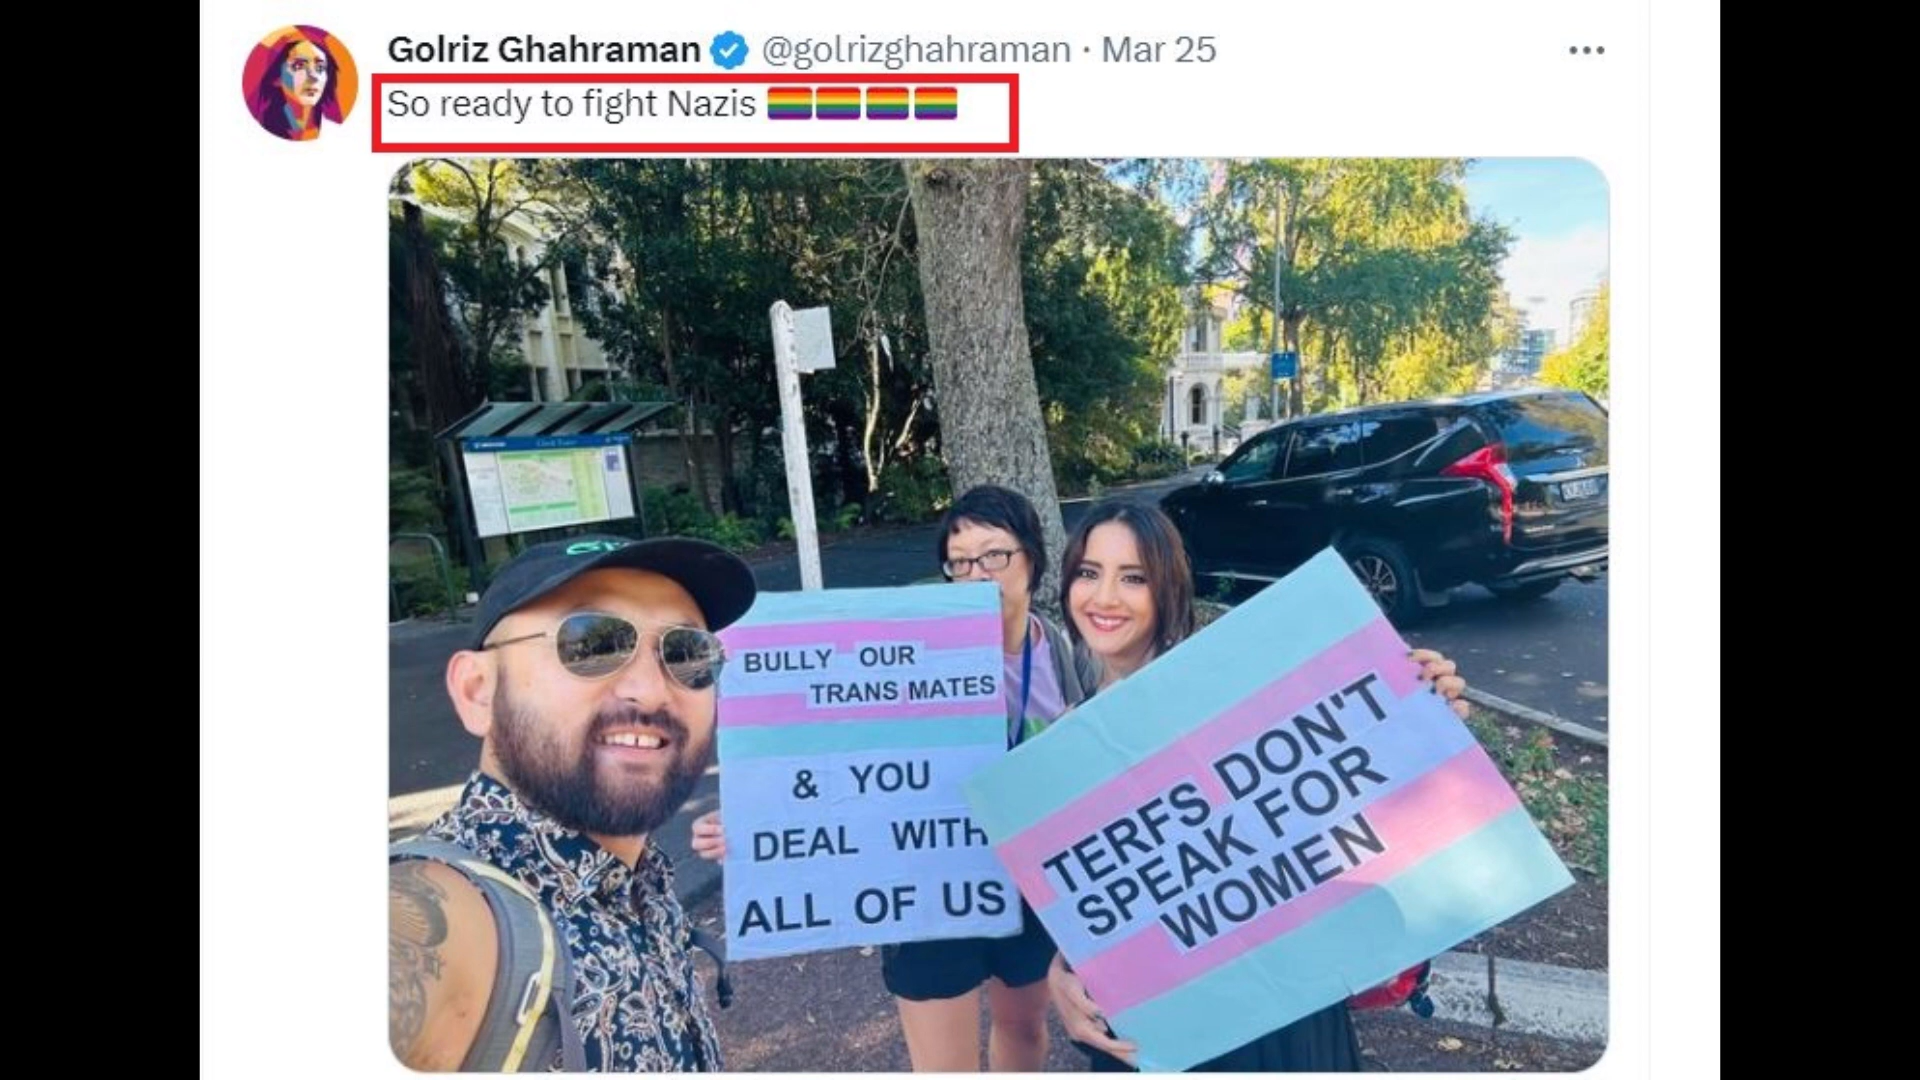 Golriz Ghahraman @golrizghahraman · Mar 25
So ready to fight Nazis 🏳️‍🌈🏳️‍🌈🏳️‍🌈🏳️‍🌈
BULLY OUR
TRANS MATES
& YOU
DEAL WITH
ALL OF US
TERFS DON'T
SPEAK FOR
WOMEN